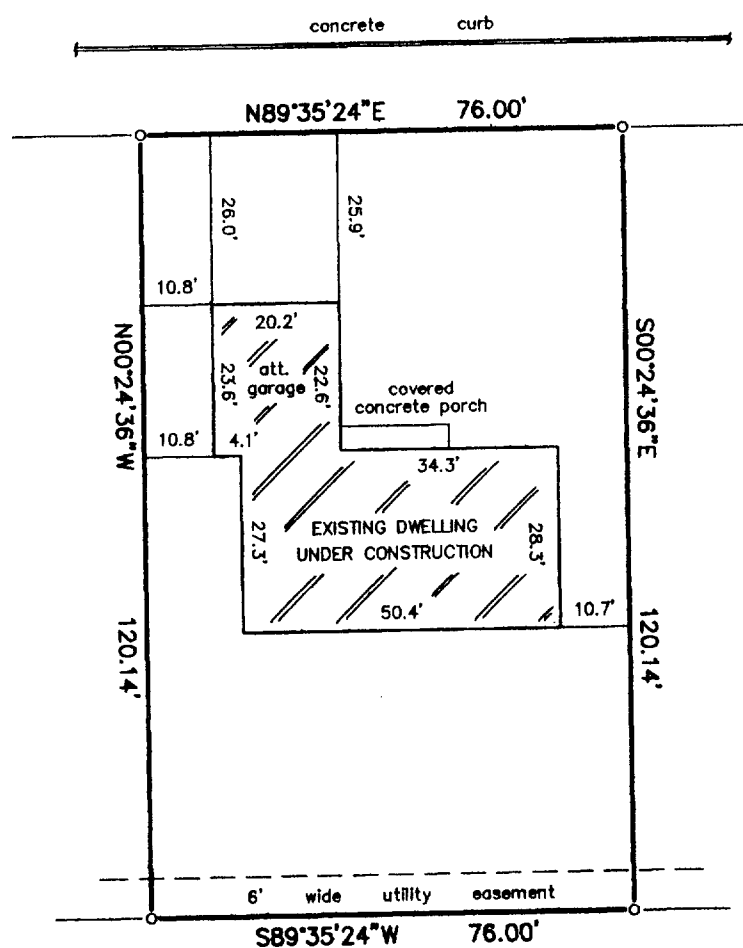 concrete curb
N89°35'24"E 76.00'
26.0'
25.9'
10.8'
20.2'
N00°24'36"W
S00°24'36"E
23.6'
att.
garage
22.6'
covered
concrete porch
10.8'
4.1'
34.3'
27.3'
EXISTING DWELLING
UNDER CONSTRUCTION
28.3'
50.4'
10.7'
120.14'
120.14'
6' wide utility easement
S89°35'24"W 76.00'